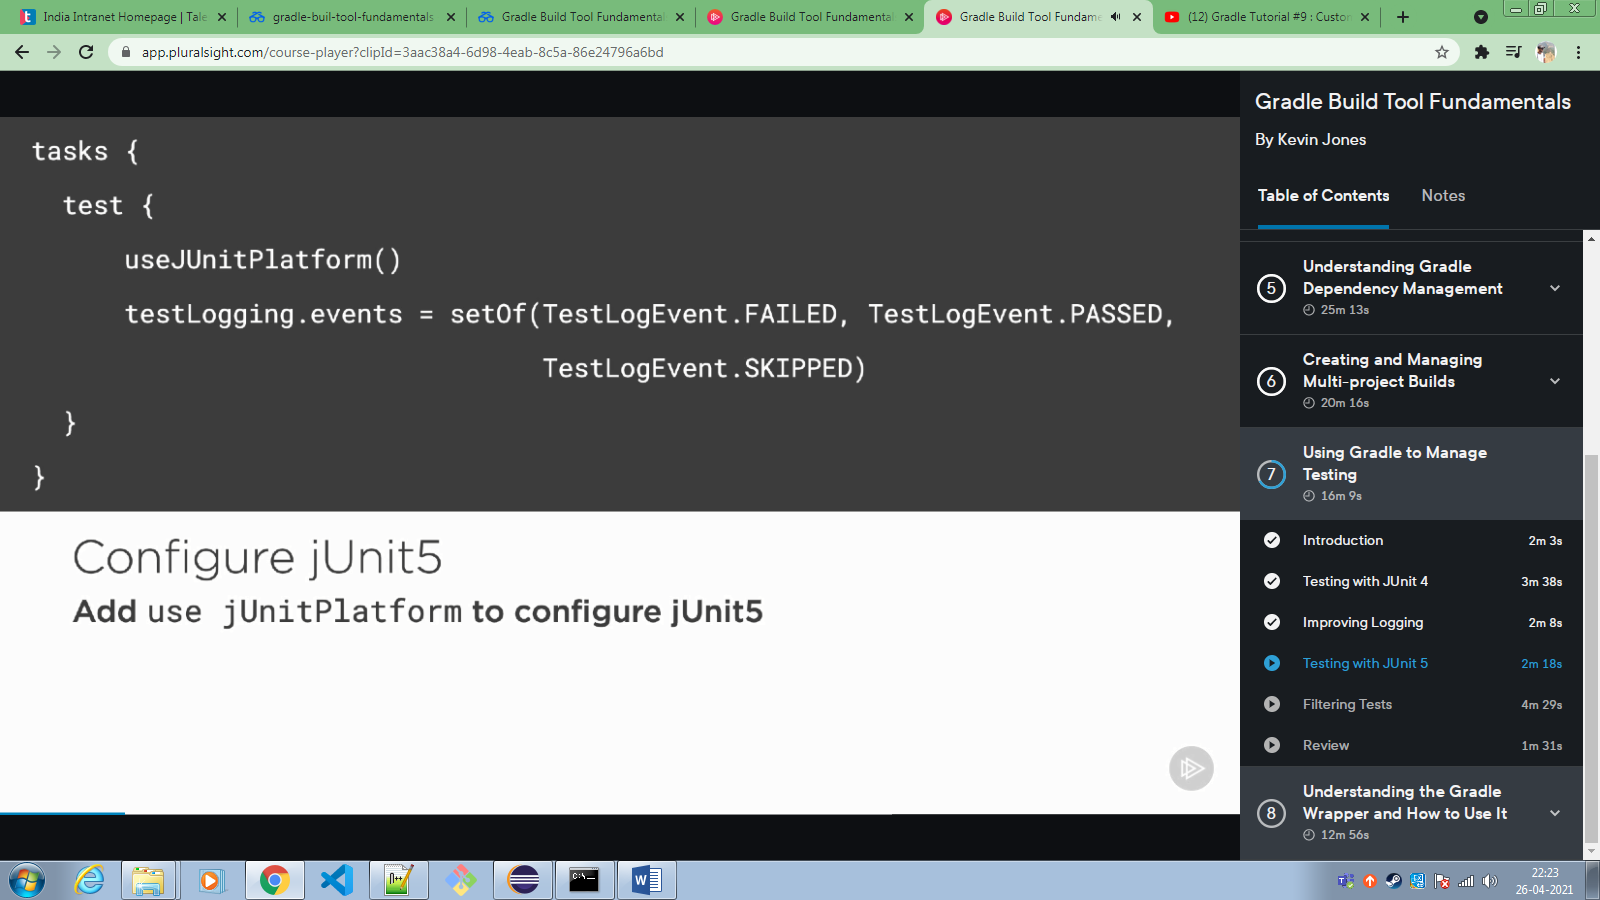 India Intranet Homepage | Tale
gradle-buil-tool-fundamentals
Gradle Build Tool Fundamental
Gradle Build Tool Fundamental
Gradle Build Tool Fundame
(12) Gradle Tutorial #9 : Custon
app.pluralsight.com/course-player?clipId=3aac38a4-6d98-4eab-8c5a-86e24796a6bd
tasks {
test {
useJUnitPlatform()
testLogging.events = setOf(TestLogEvent.FAILED, TestLogEvent.PASSED,
TestLogEvent.SKIPPED)
}
}
Configure jUnit5
Add use jUnitPlatform to configure jUnit5
Gradle Build Tool Fundamentals
By Kevin Jones
Table of Contents Notes
5
Understanding Gradle
Dependency Management
25m 13s
6
Creating and Managing
Multi-project Builds
20m 16s
7
Using Gradle to Manage
Testing
16m 9s
Introduction 2m 3s
Testing with JUnit 4 3m 38s
Improving Logging 2m 8s
Testing with JUnit 5 2m 18s
Filtering Tests 4m 29s
Review 1m 31s
8
Understanding the Gradle
Wrapper and How to Use It
12m 56s
22:23
26-04-2021